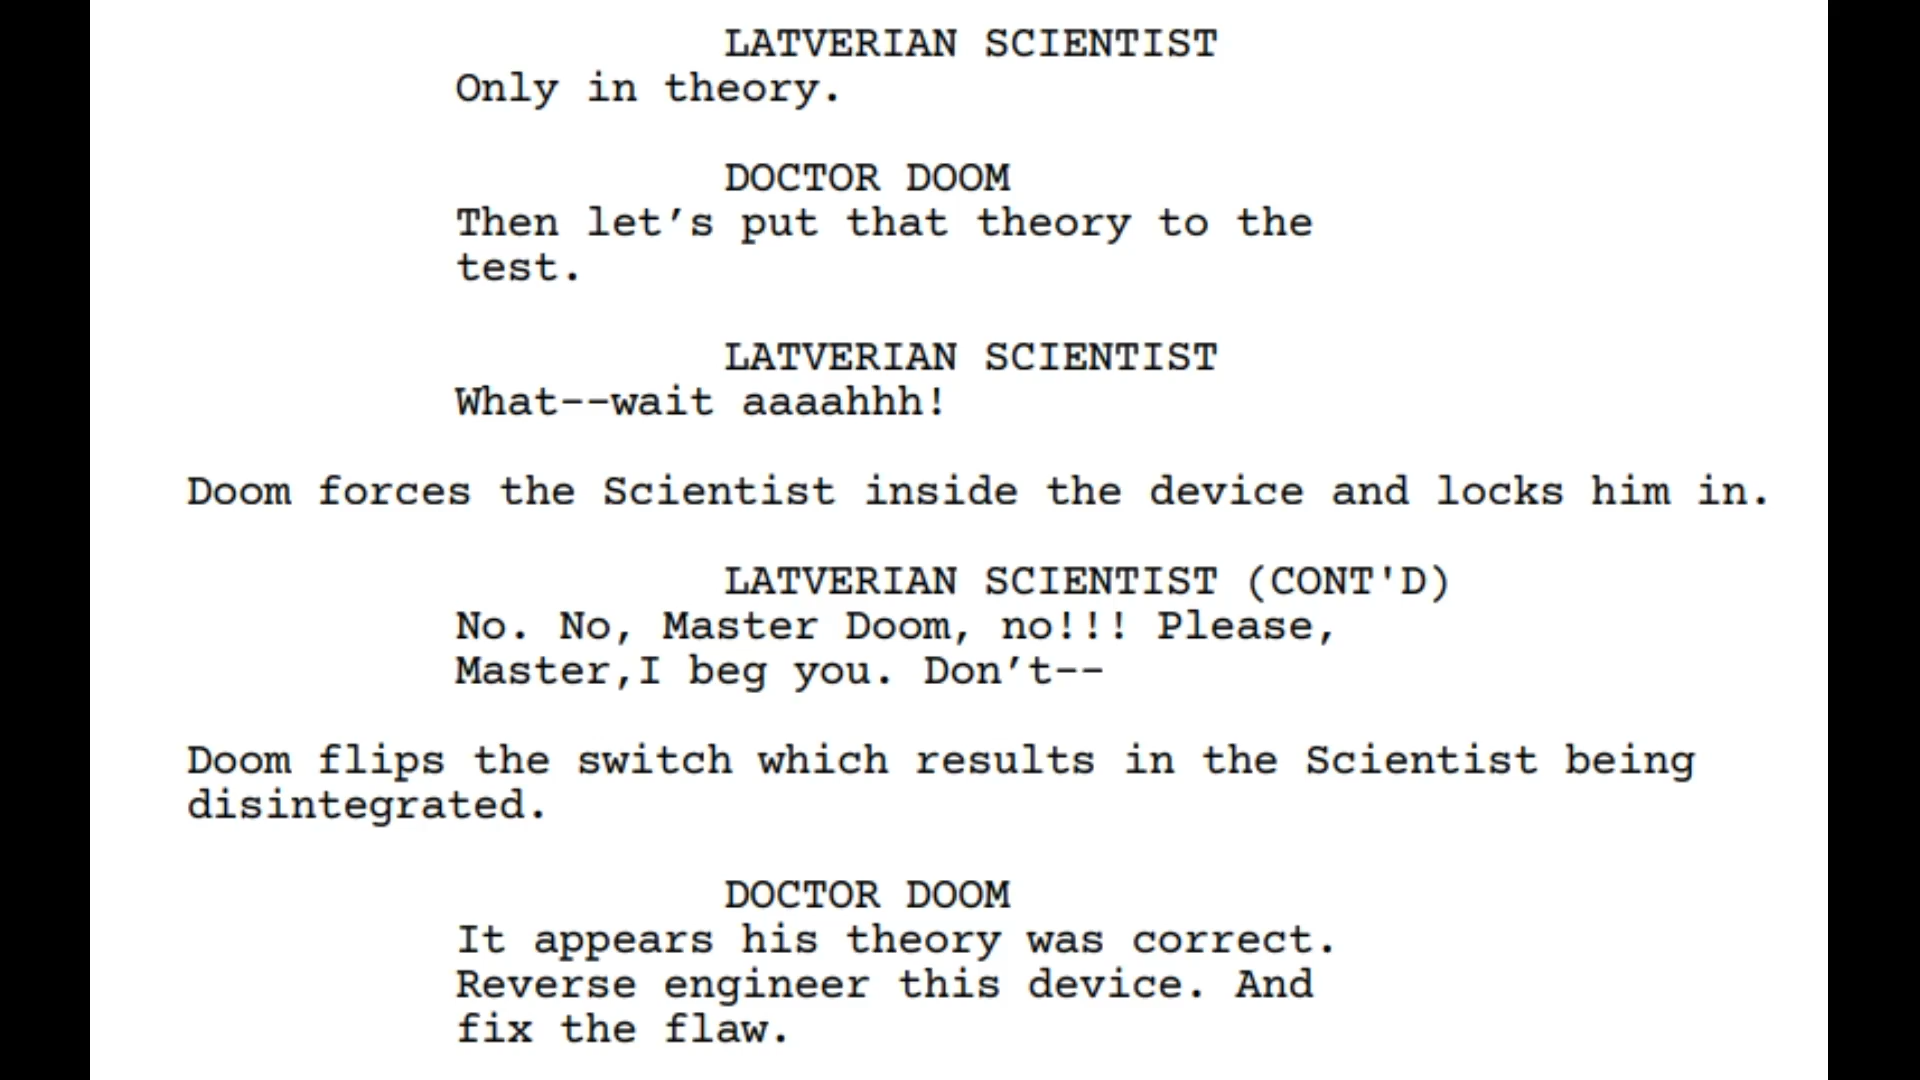 LATVERIAN SCIENTIST
Only in theory.
DOCTOR DOOM
Then let’s put that theory to the
test.
LATVERIAN SCIENTIST
What--wait aaaahhh!
Doom forces the Scientist inside the device and locks him in.
LATVERIAN SCIENTIST (CONT'D)
No. No, Master Doom, no!!! Please,
Master,I beg you. Don’t--
Doom flips the switch which results in the Scientist being
disintegrated.
DOCTOR DOOM
It appears his theory was correct.
Reverse engineer this device. And
fix the flaw.